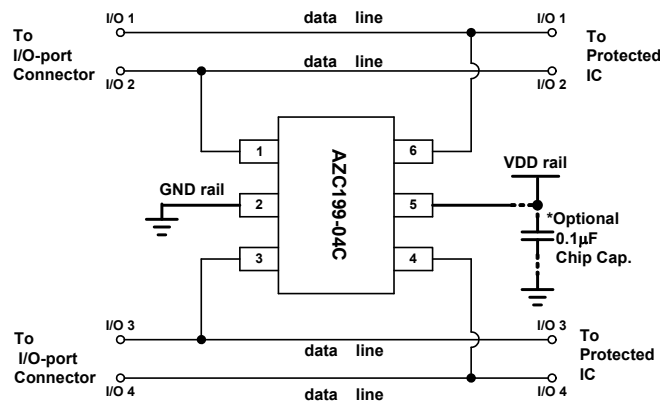 I/O 1 data line I/O 1
To
I/O-port
Connector
To
Protected
IC
data line
I/O 2 I/O 2
1 6
AZC199-04C
VDD rail
GND rail
2 5
*Optional
0.1µF
Chip Cap.
3 4
I/O 3 I/O 3
To
I/O-port
Connector
data line
To
Protected
IC
I/O 4 data line I/O 4